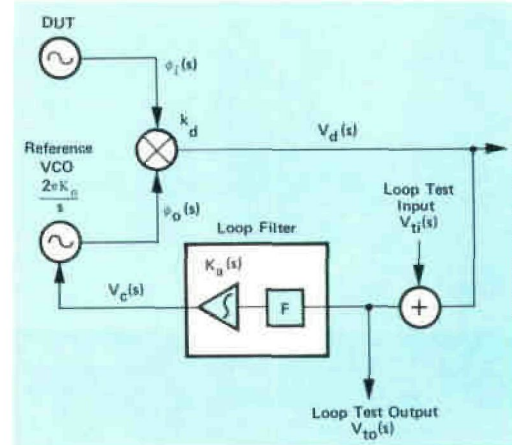 DUT
ϕi(s)
kd
Vd(s)
Reference
VCO
2πKo
s
ϕo(s)
Loop Test
Input
Vti(s)
Loop Filter
Ka(s)
Vc(s)
∫
F
+
Loop Test Output
Vto(s)